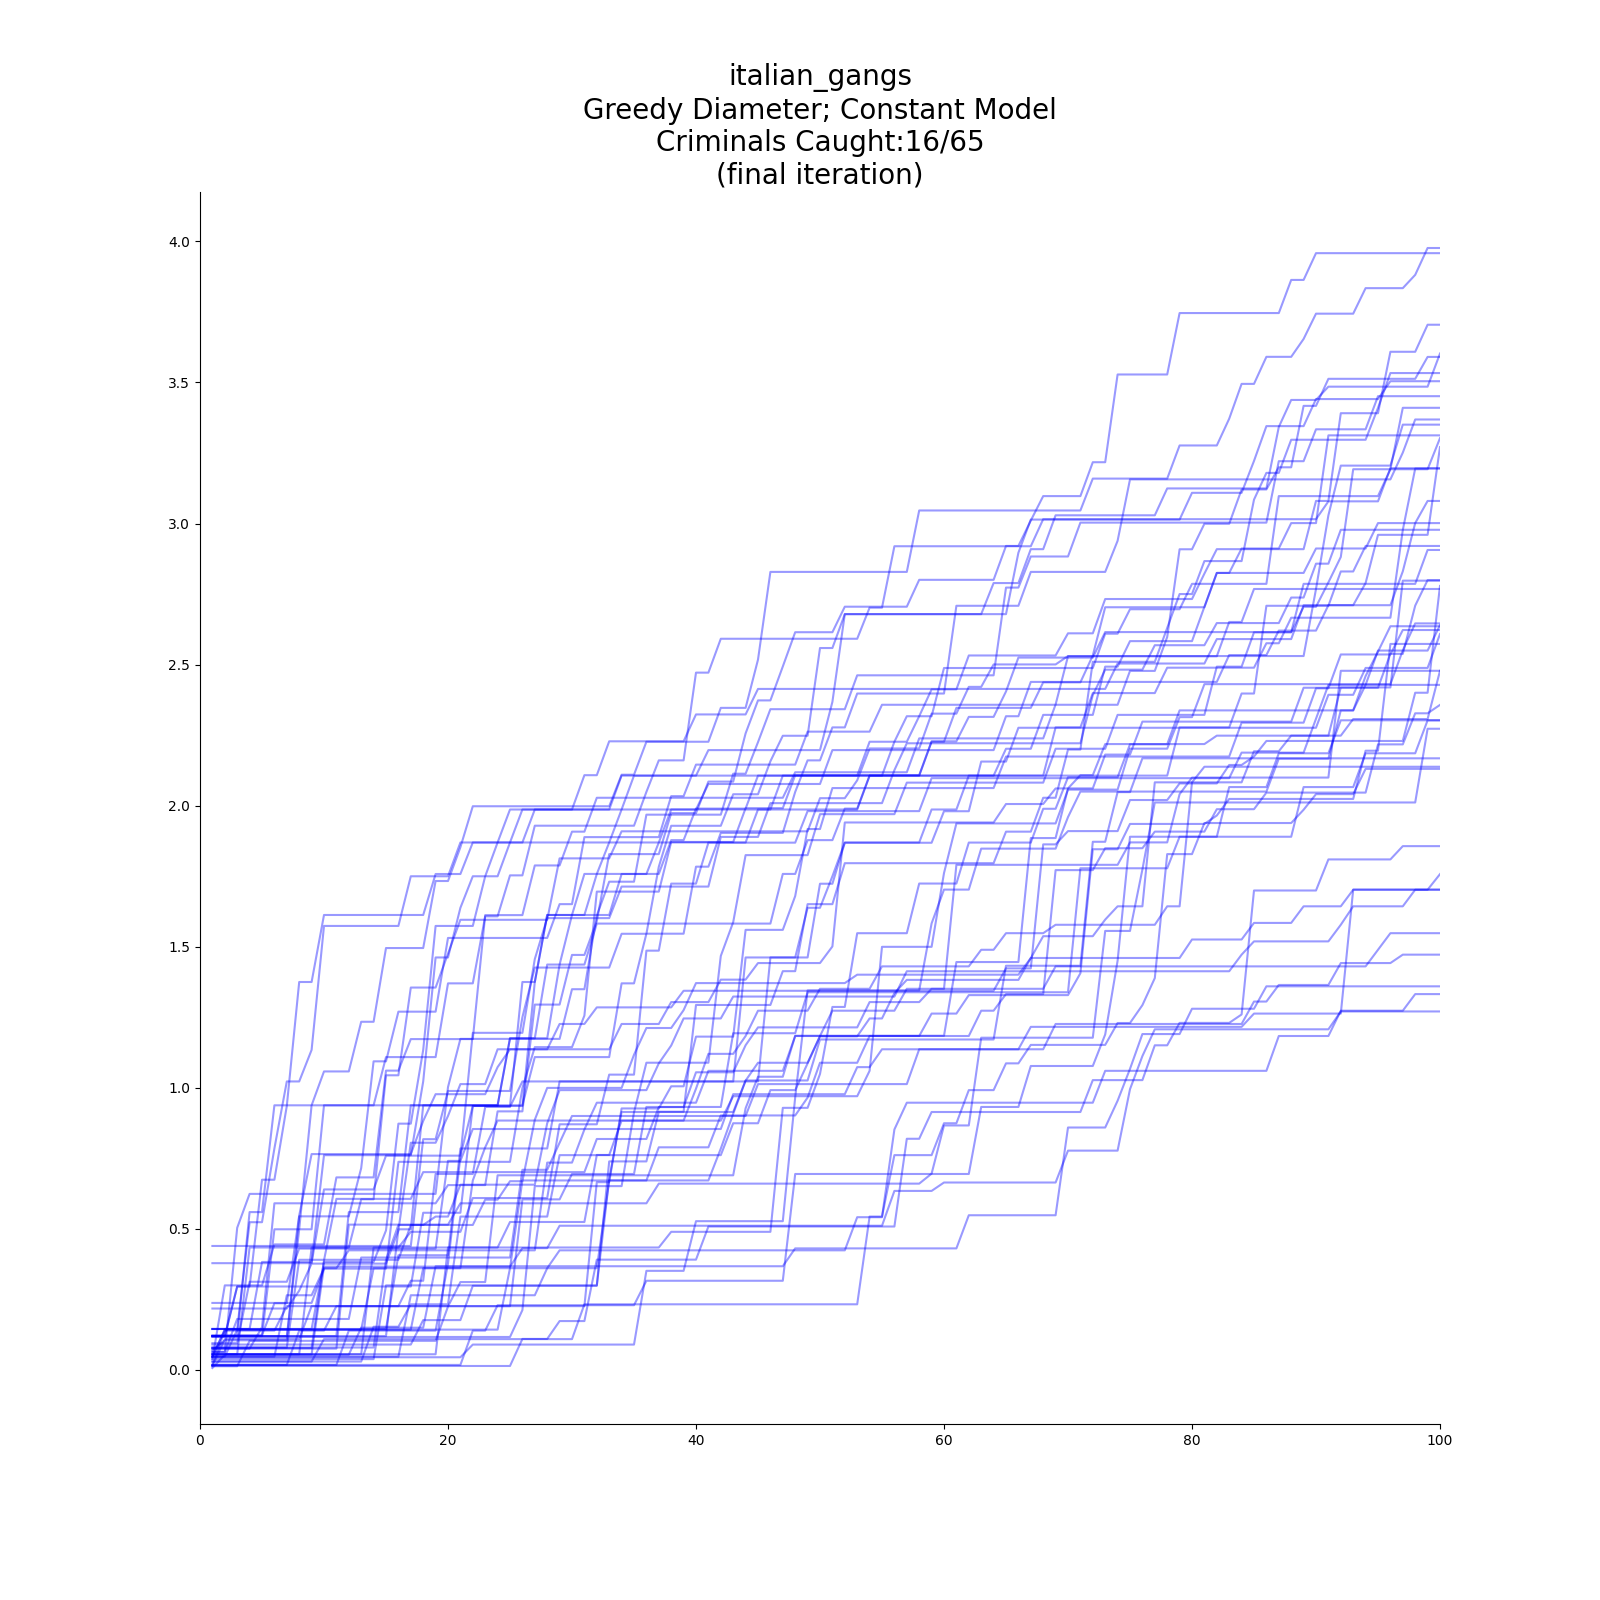 italian_gangs
Greedy Diameter; Constant Model
Criminals Caught:16/65
(final iteration)
4.0
3.5
3.0
2.5
2.0
1.5
1.0
0.5
0.0
0 20 40 60 80 100